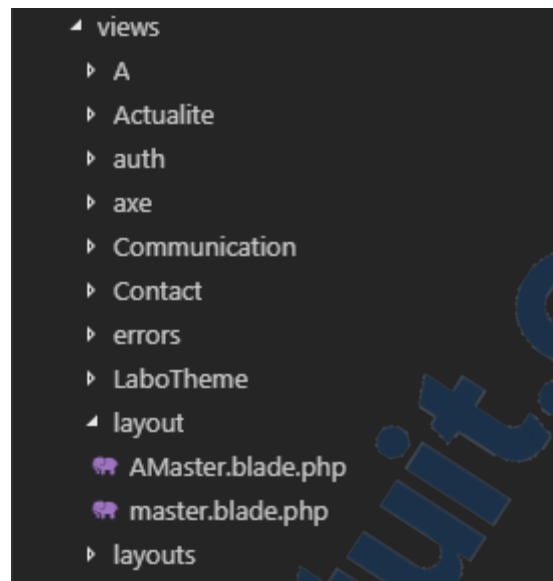 views
A
Actualite
auth
axe
Communication
Contact
errors
LaboTheme
layout
AMaster.blade.php
master.blade.php
layouts